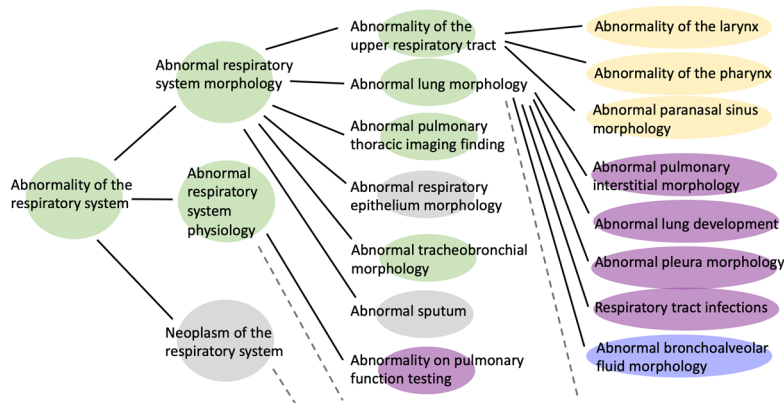 Abnormality of the
respiratory system
Abnormal respiratory
system morphology
Abnormal
respiratory
system
physiology
Neoplasm of the
respiratory system
Abnormality of the
upper respiratory tract
Abnormal lung morphology
Abnormal pulmonary
thoracic imaging finding
Abnormal respiratory
epithelium morphology
Abnormal tracheobronchial
morphology
Abnormal sputum
Abnormality on pulmonary
function testing
Abnormality of the larynx
Abnormality of the pharynx
Abnormal paranasal sinus
morphology
Abnormal pulmonary
interstitial morphology
Abnormal lung development
Abnormal pleura morphology
Respiratory tract infections
Abnormal bronchoalveolar
fluid morphology